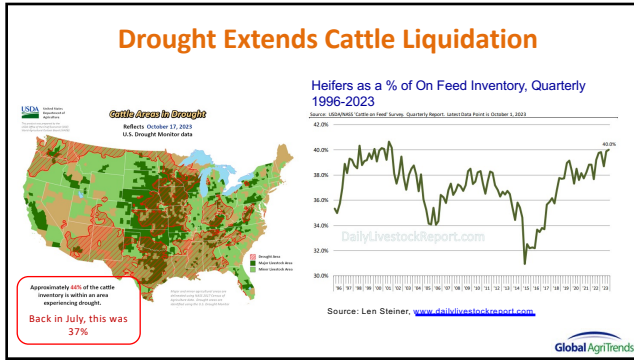 Drought Extends Cattle Liquidation
USDA
United States
Department of
Agriculture
Cattle Areas in Drought
Reflects October 17, 2023
U.S. Drought Monitor data
Drought Area
Major Livestock Area
Minor Livestock Area
Approximately 44% of the cattle
inventory is within an area
experiencing drought.
Back in July, this was
37%
Heifers as a % of On Feed Inventory, Quarterly
1996-2023
Source: USDA/NASS 'Cattle on Feed' Survey. Quarterly Report. Latest Data Point is October 1, 2023
42.0%
40.0%
38.0%
36.0%
34.0%
32.0%
30.0%
40.0%
DailyLivestockReport.com
'96 '97 '98 '99 '00 '01 '02 '03 '04 '05 '06 '07 '08 '09 '10 '11 '12 '13 '14 '15 '16 '17 '18 '19 '20 '21 '22 '23
Source: Len Steiner, www.dailylivestockreport.com
Global AgriTrends